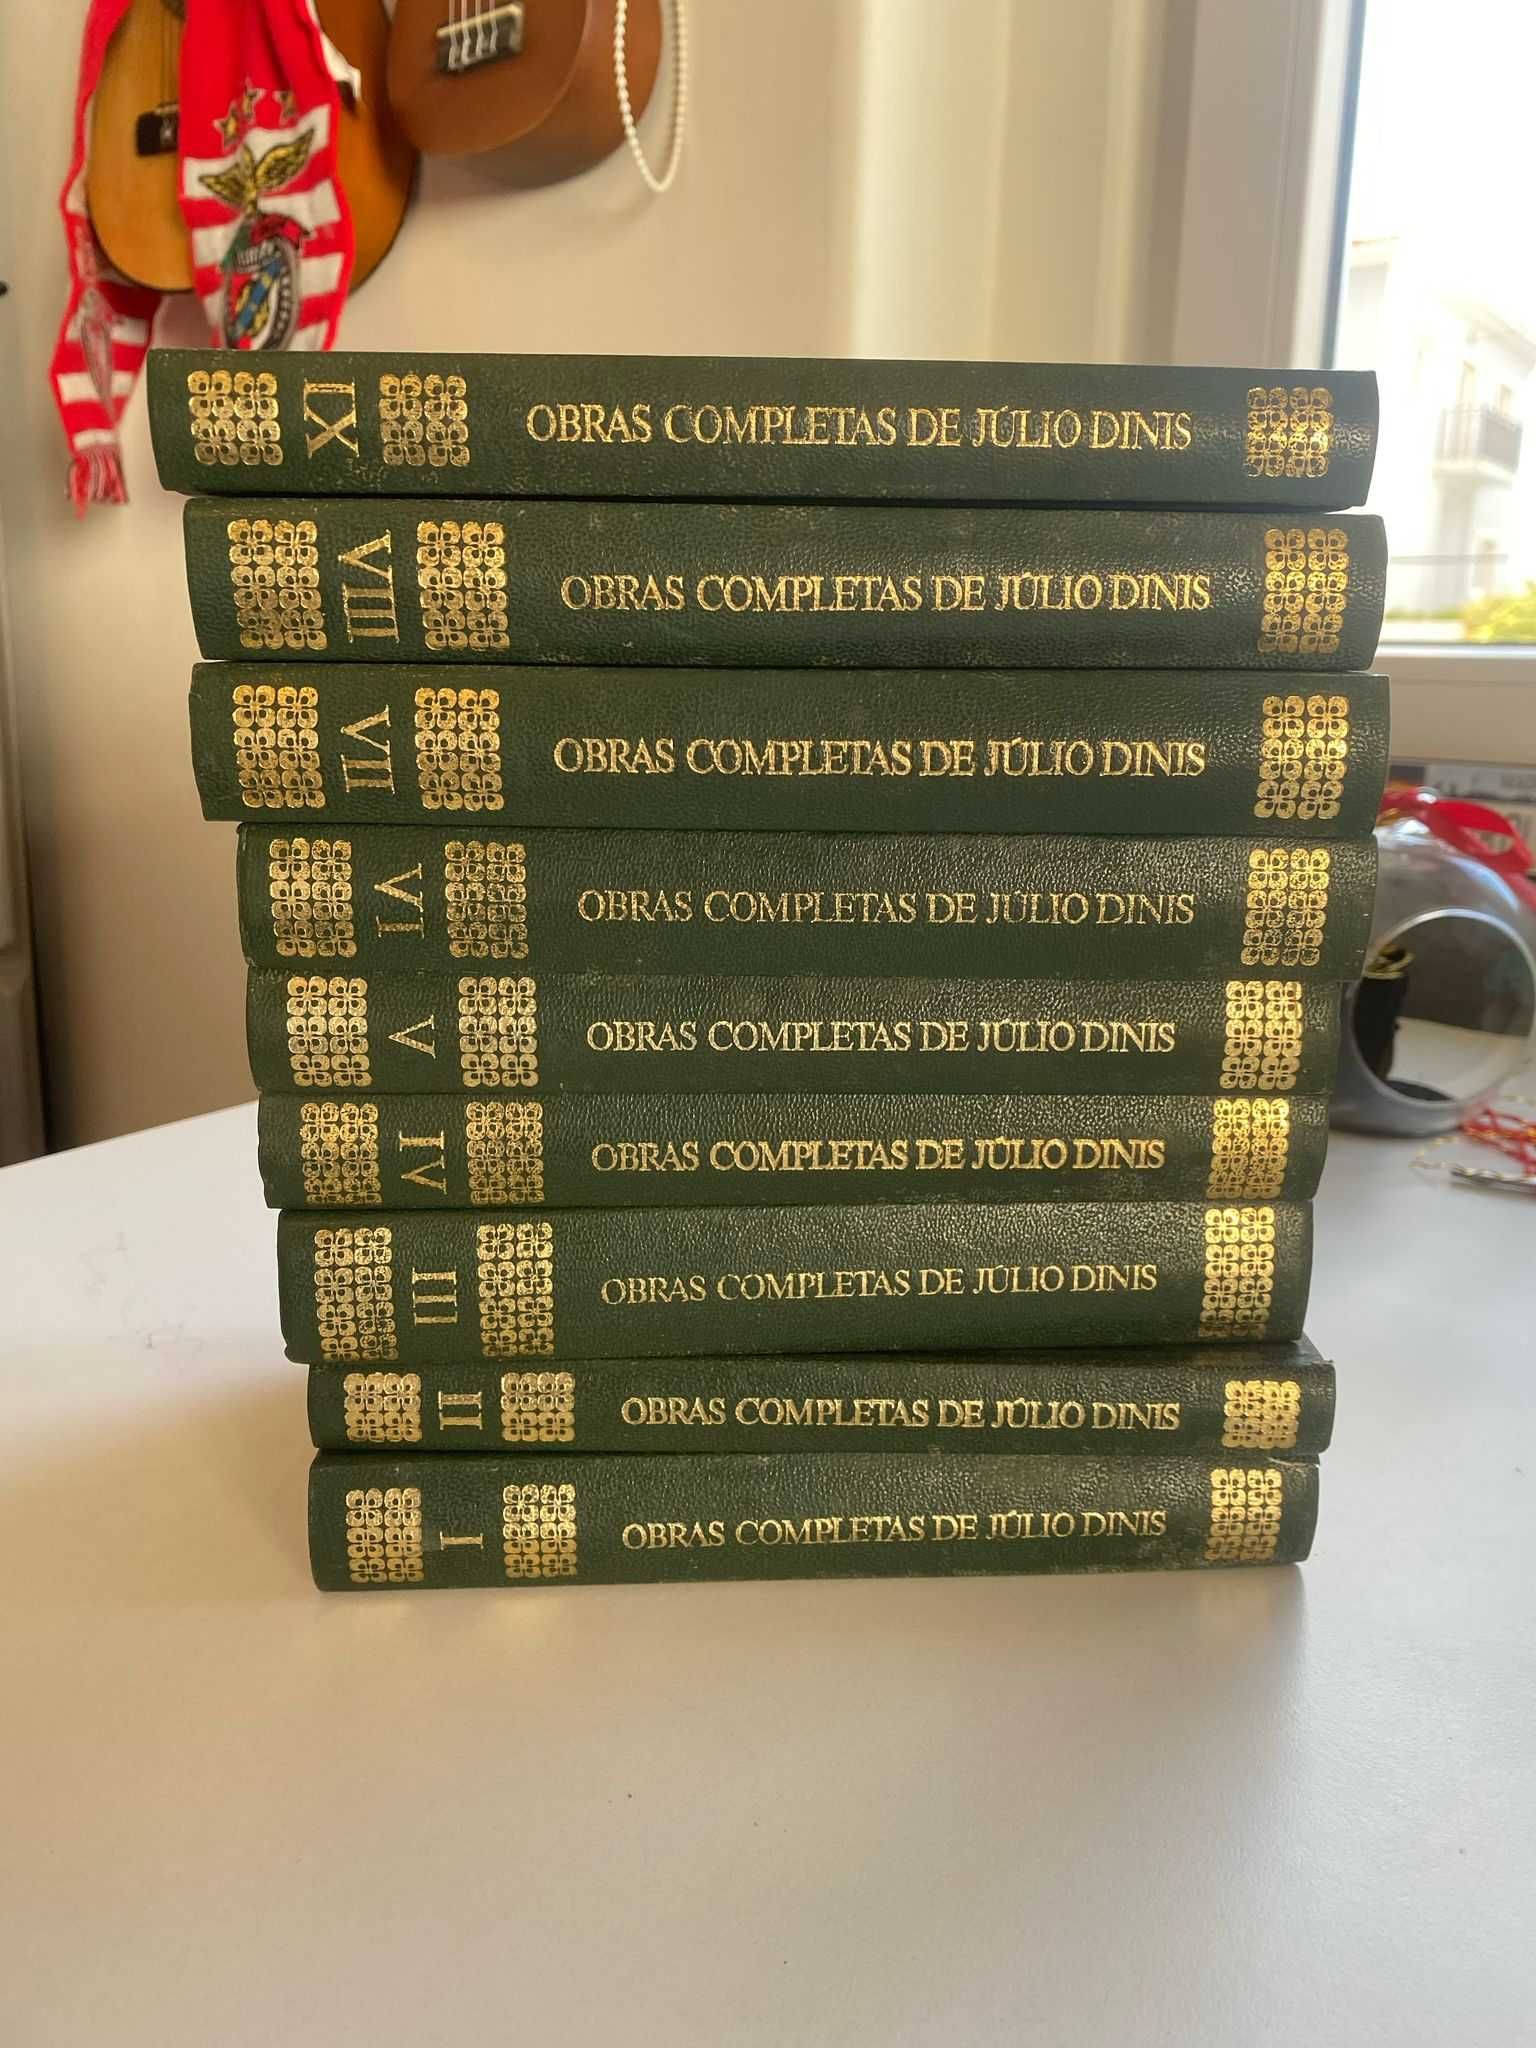 IX OBRAS COMPLETAS DE JÚLIO DINIS
VIII OBRAS COMPLETAS DE JÚLIO DINIS
VII OBRAS COMPLETAS DE JÚLIO DINIS
VI OBRAS COMPLETAS DE JÚLIO DINIS
V OBRAS COMPLETAS DE JÚLIO DINIS
IV OBRAS COMPLETAS DE JÚLIO DINIS
III OBRAS COMPLETAS DE JÚLIO DINIS
II OBRAS COMPLETAS DE JÚLIO DINIS
I OBRAS COMPLETAS DE JÚLIO DINIS